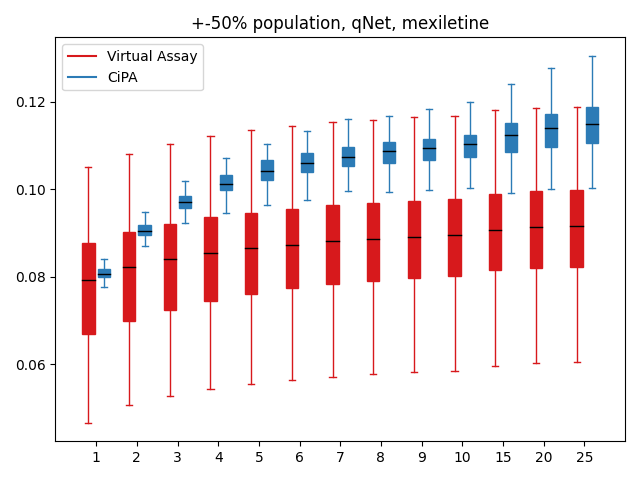 +-50% population, qNet, mexiletine
Virtual Assay
CiPA
0.12
0.10
0.08
0.06
1 2 3 4 5 6 7 8 9 10 15 20 25